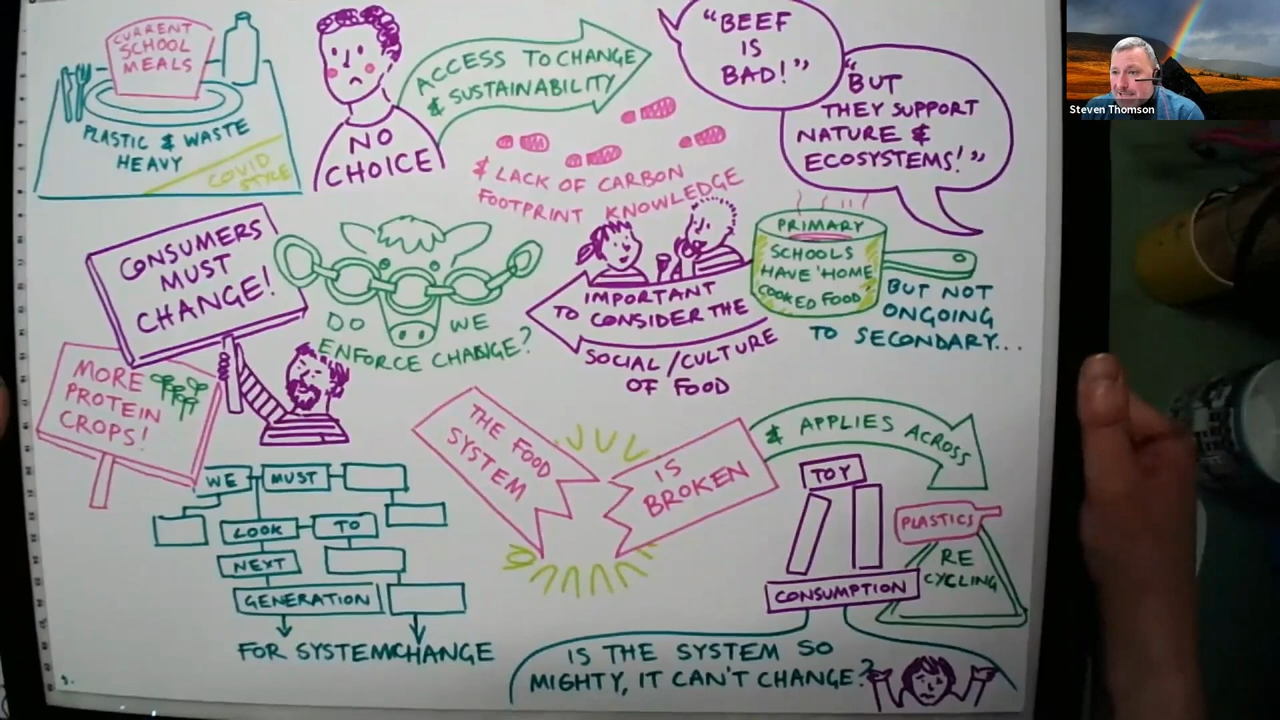 CURRENT
SCHOOL
MEALS
PLASTIC & WASTE
HEAVY
COVID
STYLE
NO
CHOICE
ACCESS TO CHANGE
& SUSTAINABILITY
& LACK OF CARBON
FOOTPRINT KNOWLEDGE
"BEEF
IS
BAD!"
"BUT
THEY SUPPORT
NATURE &
ECOSYSTEMS!"
Steven Thomson
CONSUMERS
MUST
CHANGE!
MORE
PROTEIN
CROPS!
DO WE
ENFORCE CHANGE?
IMPORTANT
TO CONSIDER THE
SOCIAL/CULTURE
OF FOOD
PRIMARY
SCHOOLS
HAVE 'HOME
COOKED FOOD'
BUT NOT
ONGOING
TO SECONDARY...
WE MUST
LOOK TO
NEXT
GENERATION
FOR SYSTEMCHANGE
THE FOOD
SYSTEM
IS
BROKEN
& APPLIES ACROSS
TOY
CONSUMPTION
PLASTICS
RE
CYCLING
IS THE SYSTEM SO
MIGHTY, IT CAN'T CHANGE?